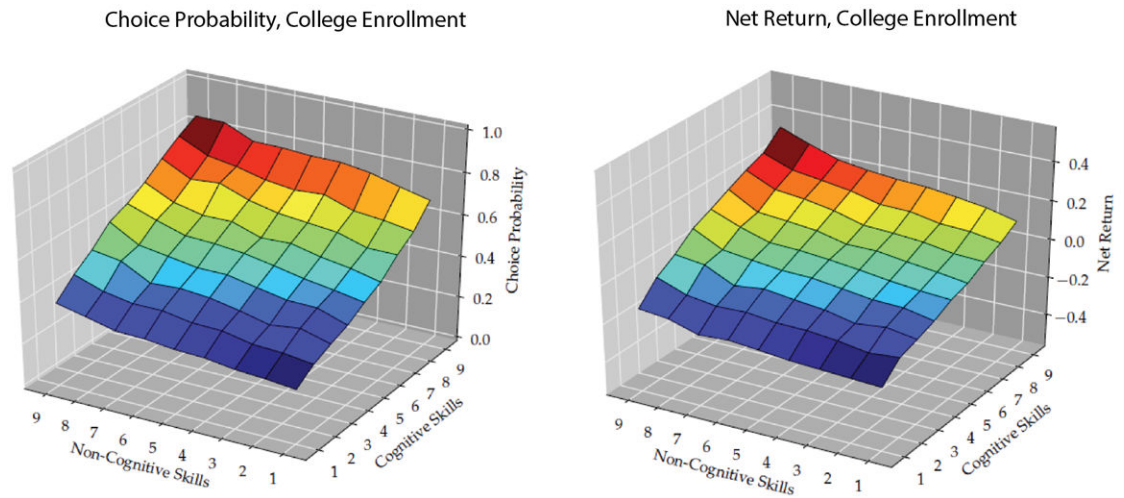 Choice Probability, College Enrollment
1.0
0.8
0.6
0.4
0.2
0.0
Choice Probability
9 8 7 6 5 4 3 2 1
Non-Cognitive Skills
1 2 3 4 5 6 7 8 9
Cognitive Skills
Net Return, College Enrollment
0.4
0.2
0.0
−0.2
−0.4
Net Return
9 8 7 6 5 4 3 2 1
Non-Cognitive Skills
1 2 3 4 5 6 7 8 9
Cognitive Skills